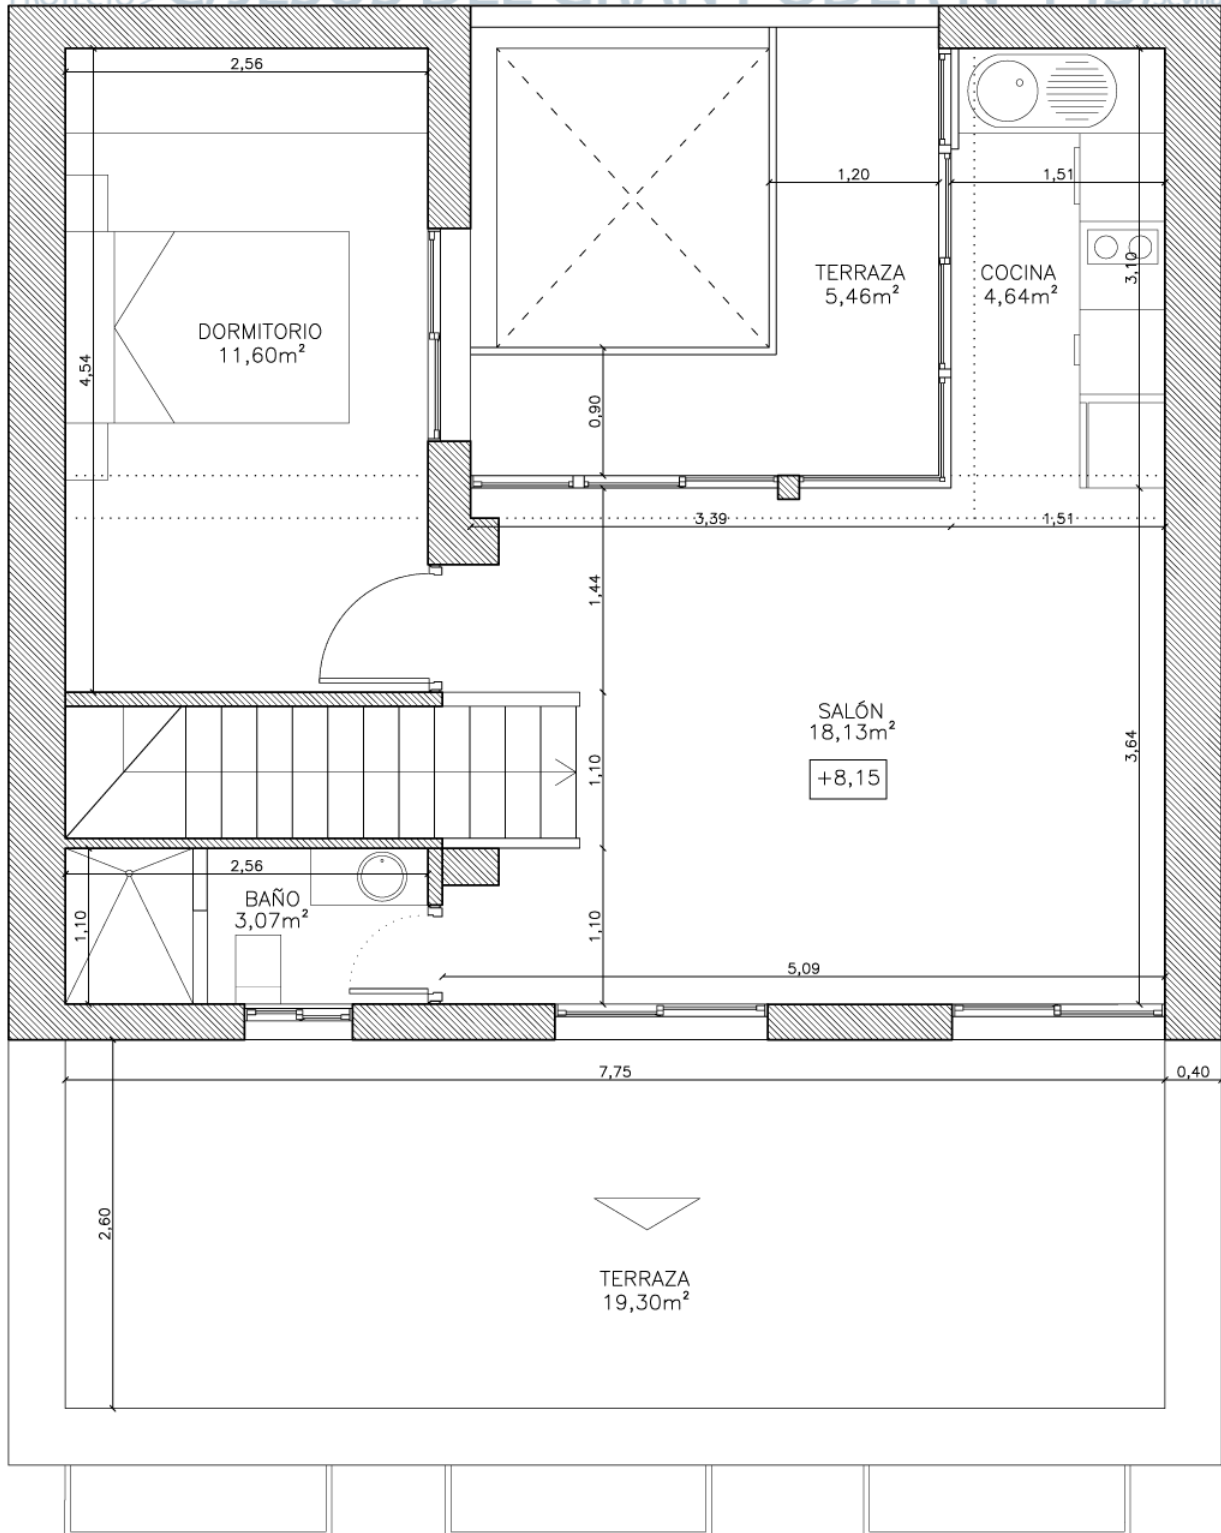 2,56
1,20
1,51
TERRAZA
5,46m²
COCINA
4,64m²
3,10
DORMITORIO
11,60m²
4,54
0,90
3,39
1,51
1,44
SALÓN
18,13m²
+8,15
3,64
1,10
2,56
BAÑO
3,07m²
1,10
1,10
5,09
7,75
0,40
2,60
TERRAZA
19,30m²